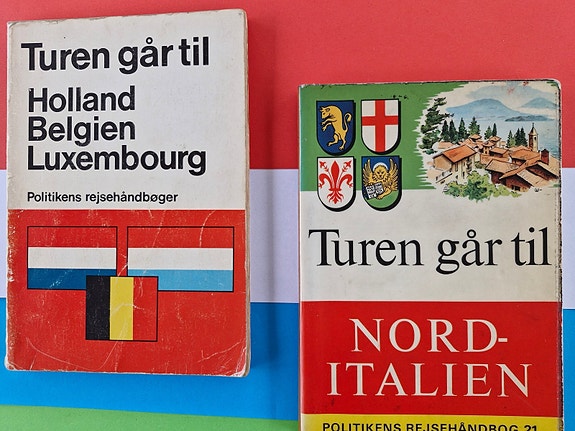 Turen går til
Holland
Belgien
Luxembourg
Politikens rejsehåndbøger
Turen går til
NORD-
ITALIEN
POLITIKENS REJSEHÅNDBOG 21